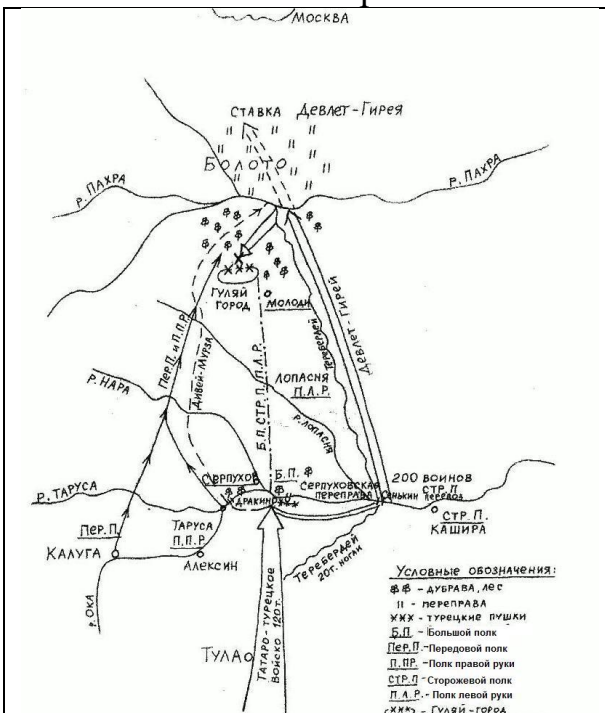 МОСКВА
СТАВКА ДЕВЛЕТ-ГИРЕЯ
БОЛОТО
Р. ПАХРА
Р. ПАХРА
ГУЛЯЙ
ГОРОД
МОЛОДИ
ПЕР.П. И П.П.Р.
ДИВЕЙ-МУРЗА
Б.П. СТР.П. П.Л.Р.
ТЕРЕБЕРДЕЙ
ДЕВЛЕТ-ГИРЕЙ
ЛОПАСНЯ
П.Л.Р.
Р. НАРА
Р. ЛОПАСНЯ
СЕРПУХОВ
Б.П.
СЕРПУХОВСКАЯ
ПЕРЕПРАВА
ДРАКИНО
200 ВОИНОВ
СТР.П
СЕНЬКИН ПЕРЕВОД
СТР.П.
КАШИРА
Р. ТАРУСА
ТАРУСА
П.П.Р
ПЕР.П.
КАЛУГА
АЛЕКСИН
Р. ОКА
ТЕРЕБЕРДЕЙ
20т. НОГАИ
ТУЛА
ТАТАРО-ТУРЕЦКОЕ
ВОЙСКО 120т.
УСЛОВНЫЕ ОБОЗНАЧЕНИЯ:
- ДУБРАВА, ЛЕС
- ПЕРЕПРАВА
- ТУРЕЦКИЕ ПУШКИ
Б.П. - Большой полк
ПЕР.П. - Передовой полк
П.ПР. - Полк правой руки
СТР.П - Сторожевой полк
П.Л.Р. - Полк левой руки
- ГУЛЯЙ-ГОРОД